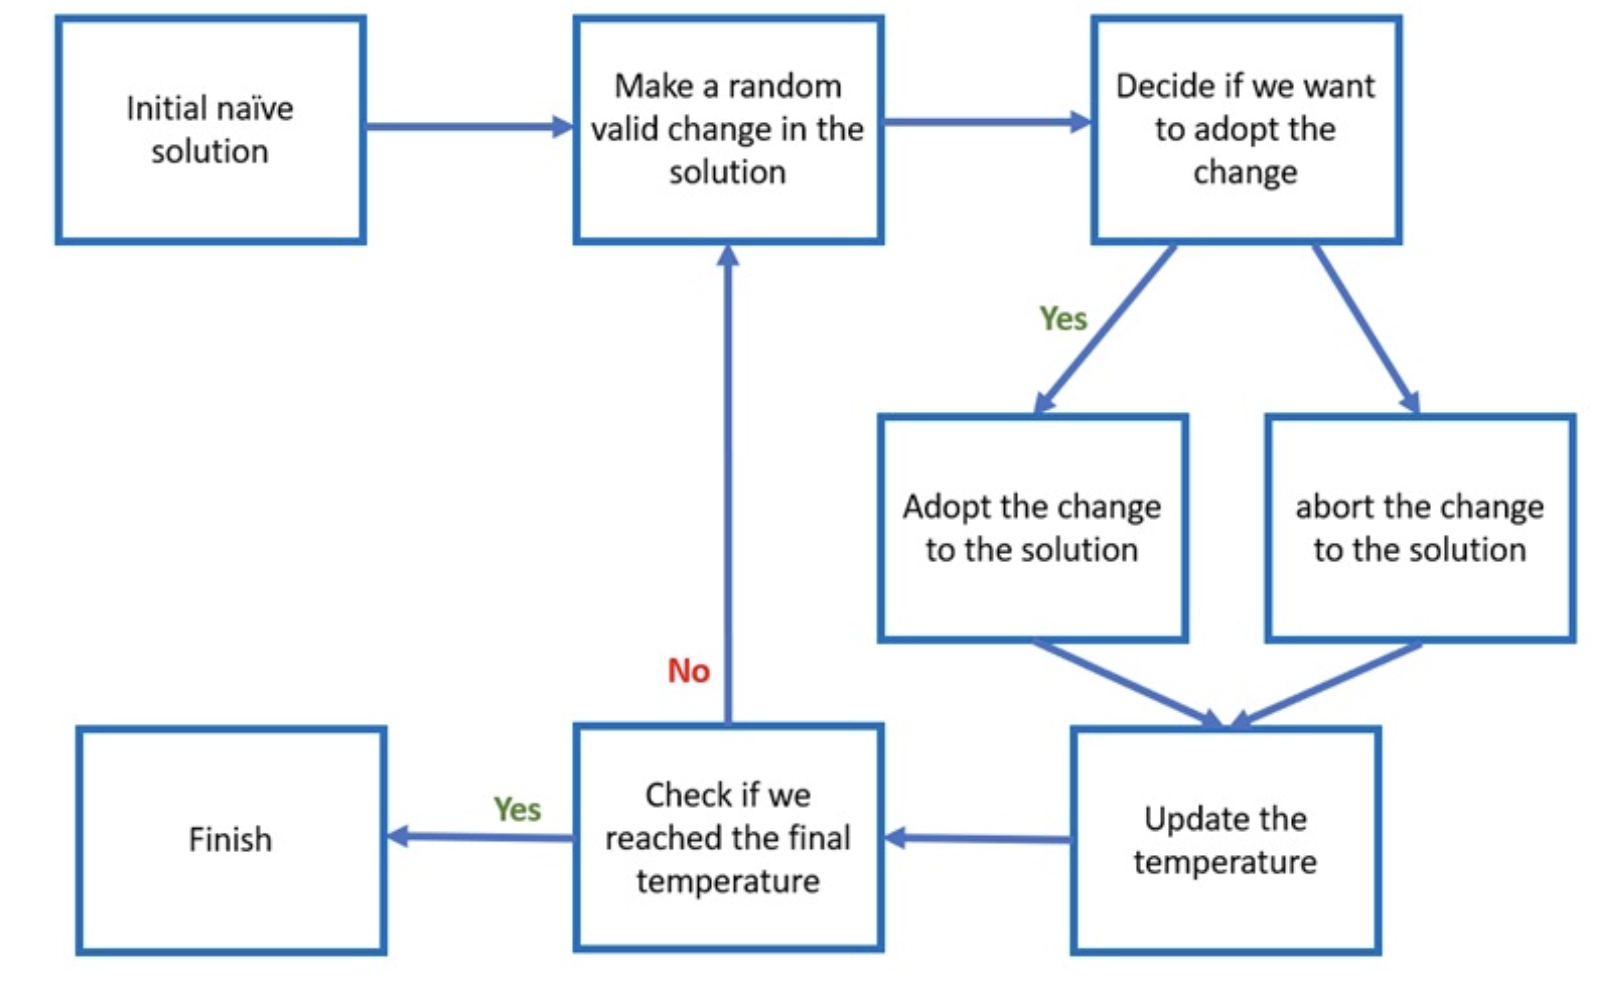 Initial naïve
solution
Make a random
valid change in the
solution
Decide if we want
to adopt the
change
Yes
Adopt the change
to the solution
abort the change
to the solution
Update the
temperature
Check if we
reached the final
temperature
No
Yes
Finish